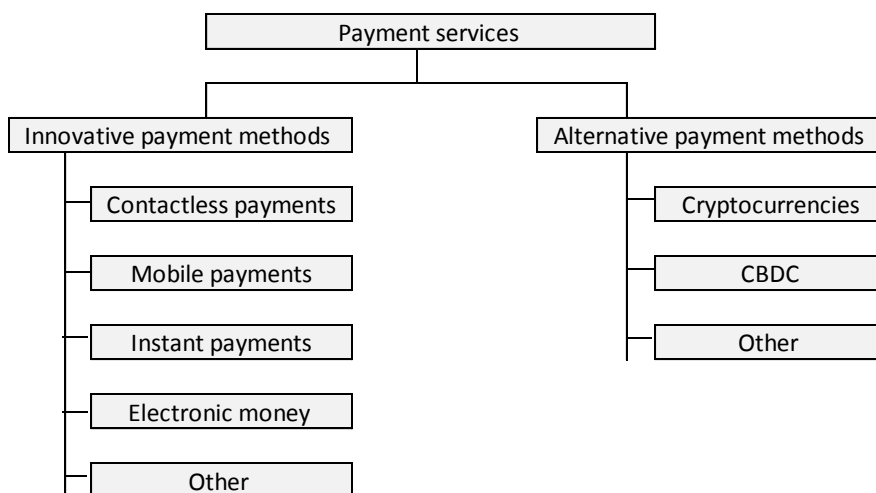 Payment services
Innovative payment methods
Alternative payment methods
Contactless payments
Cryptocurrencies
Mobile payments
CBDC
Instant payments
Other
Electronic money
Other